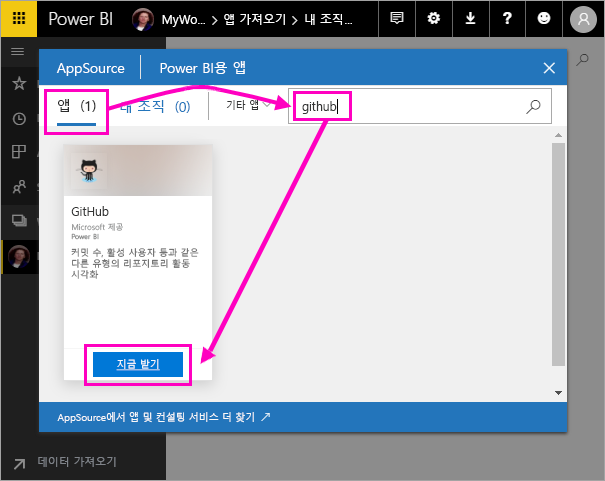 Power BI
MyWo... > 앱 가져오기 > 내 조직...
AppSource
Power BI용 앱
앱 (1)
내 조직 (0)
기타 앱
github
GitHub
Microsoft 제공
Power BI
커밋 수, 활성 사용자 등과 같은
다른 유형의 리포지토리 활동
시각화
지금 받기
AppSource에서 앱 및 컨설팅 서비스 더 찾기
데이터 가져오기